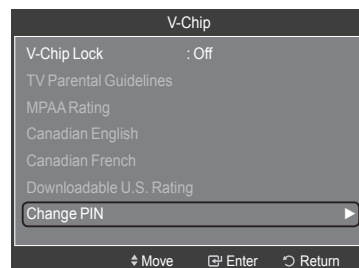 V-Chip
V-Chip Lock : Off
TV Parental Guidelines
MPAA Rating
Canadian English
Canadian French
Downloadable U.S. Rating
Change PIN
Move Enter Return